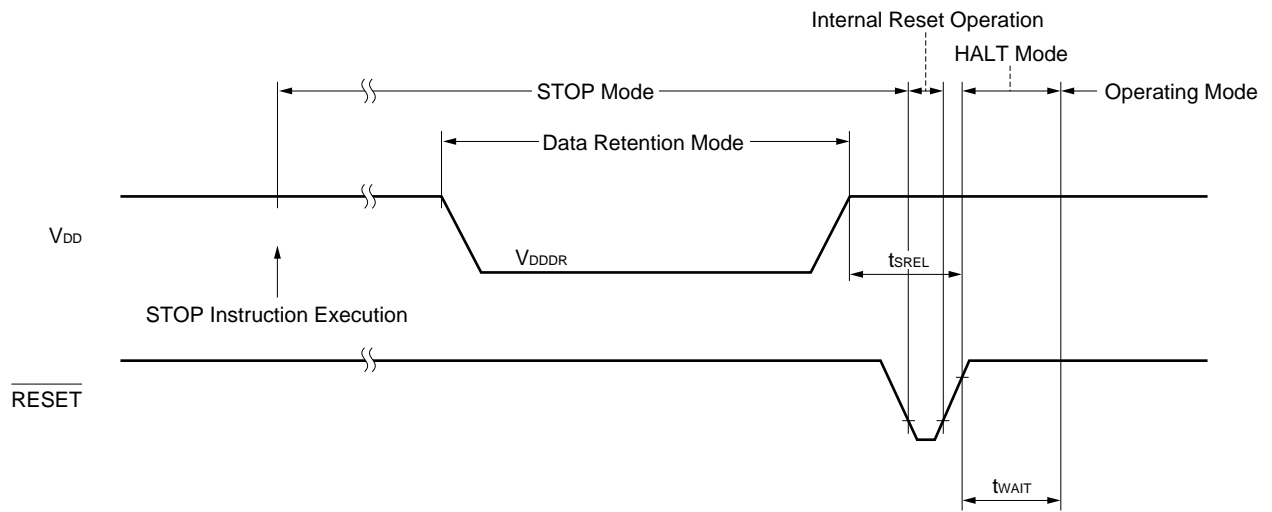 Internal Reset Operation
HALT Mode
STOP Mode
Operating Mode
Data Retention Mode
VDD
VDDDR
tSREL
STOP Instruction Execution
RESET
tWAIT